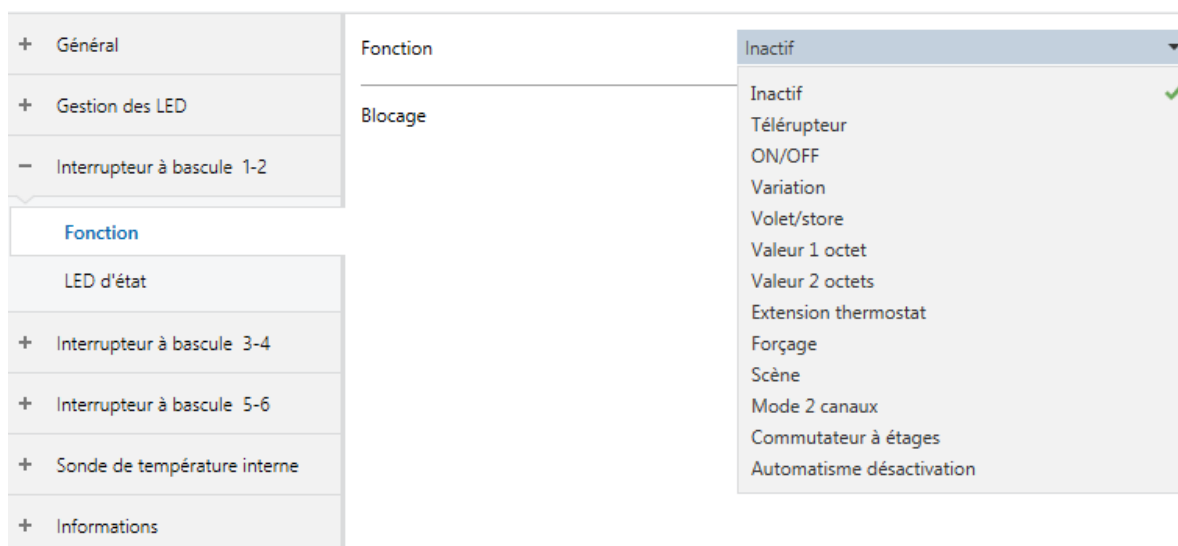 Général
Gestion des LED
Interrupteur à bascule 1-2
Fonction
LED d'état
Interrupteur à bascule 3-4
Interrupteur à bascule 5-6
Sonde de température interne
Informations
Fonction
Inactif
Blocage
Inactif
Télérupteur
ON/OFF
Variation
Volet/store
Valeur 1 octet
Valeur 2 octets
Extension thermostat
Forçage
Scène
Mode 2 canaux
Commutateur à étages
Automatisme désactivation